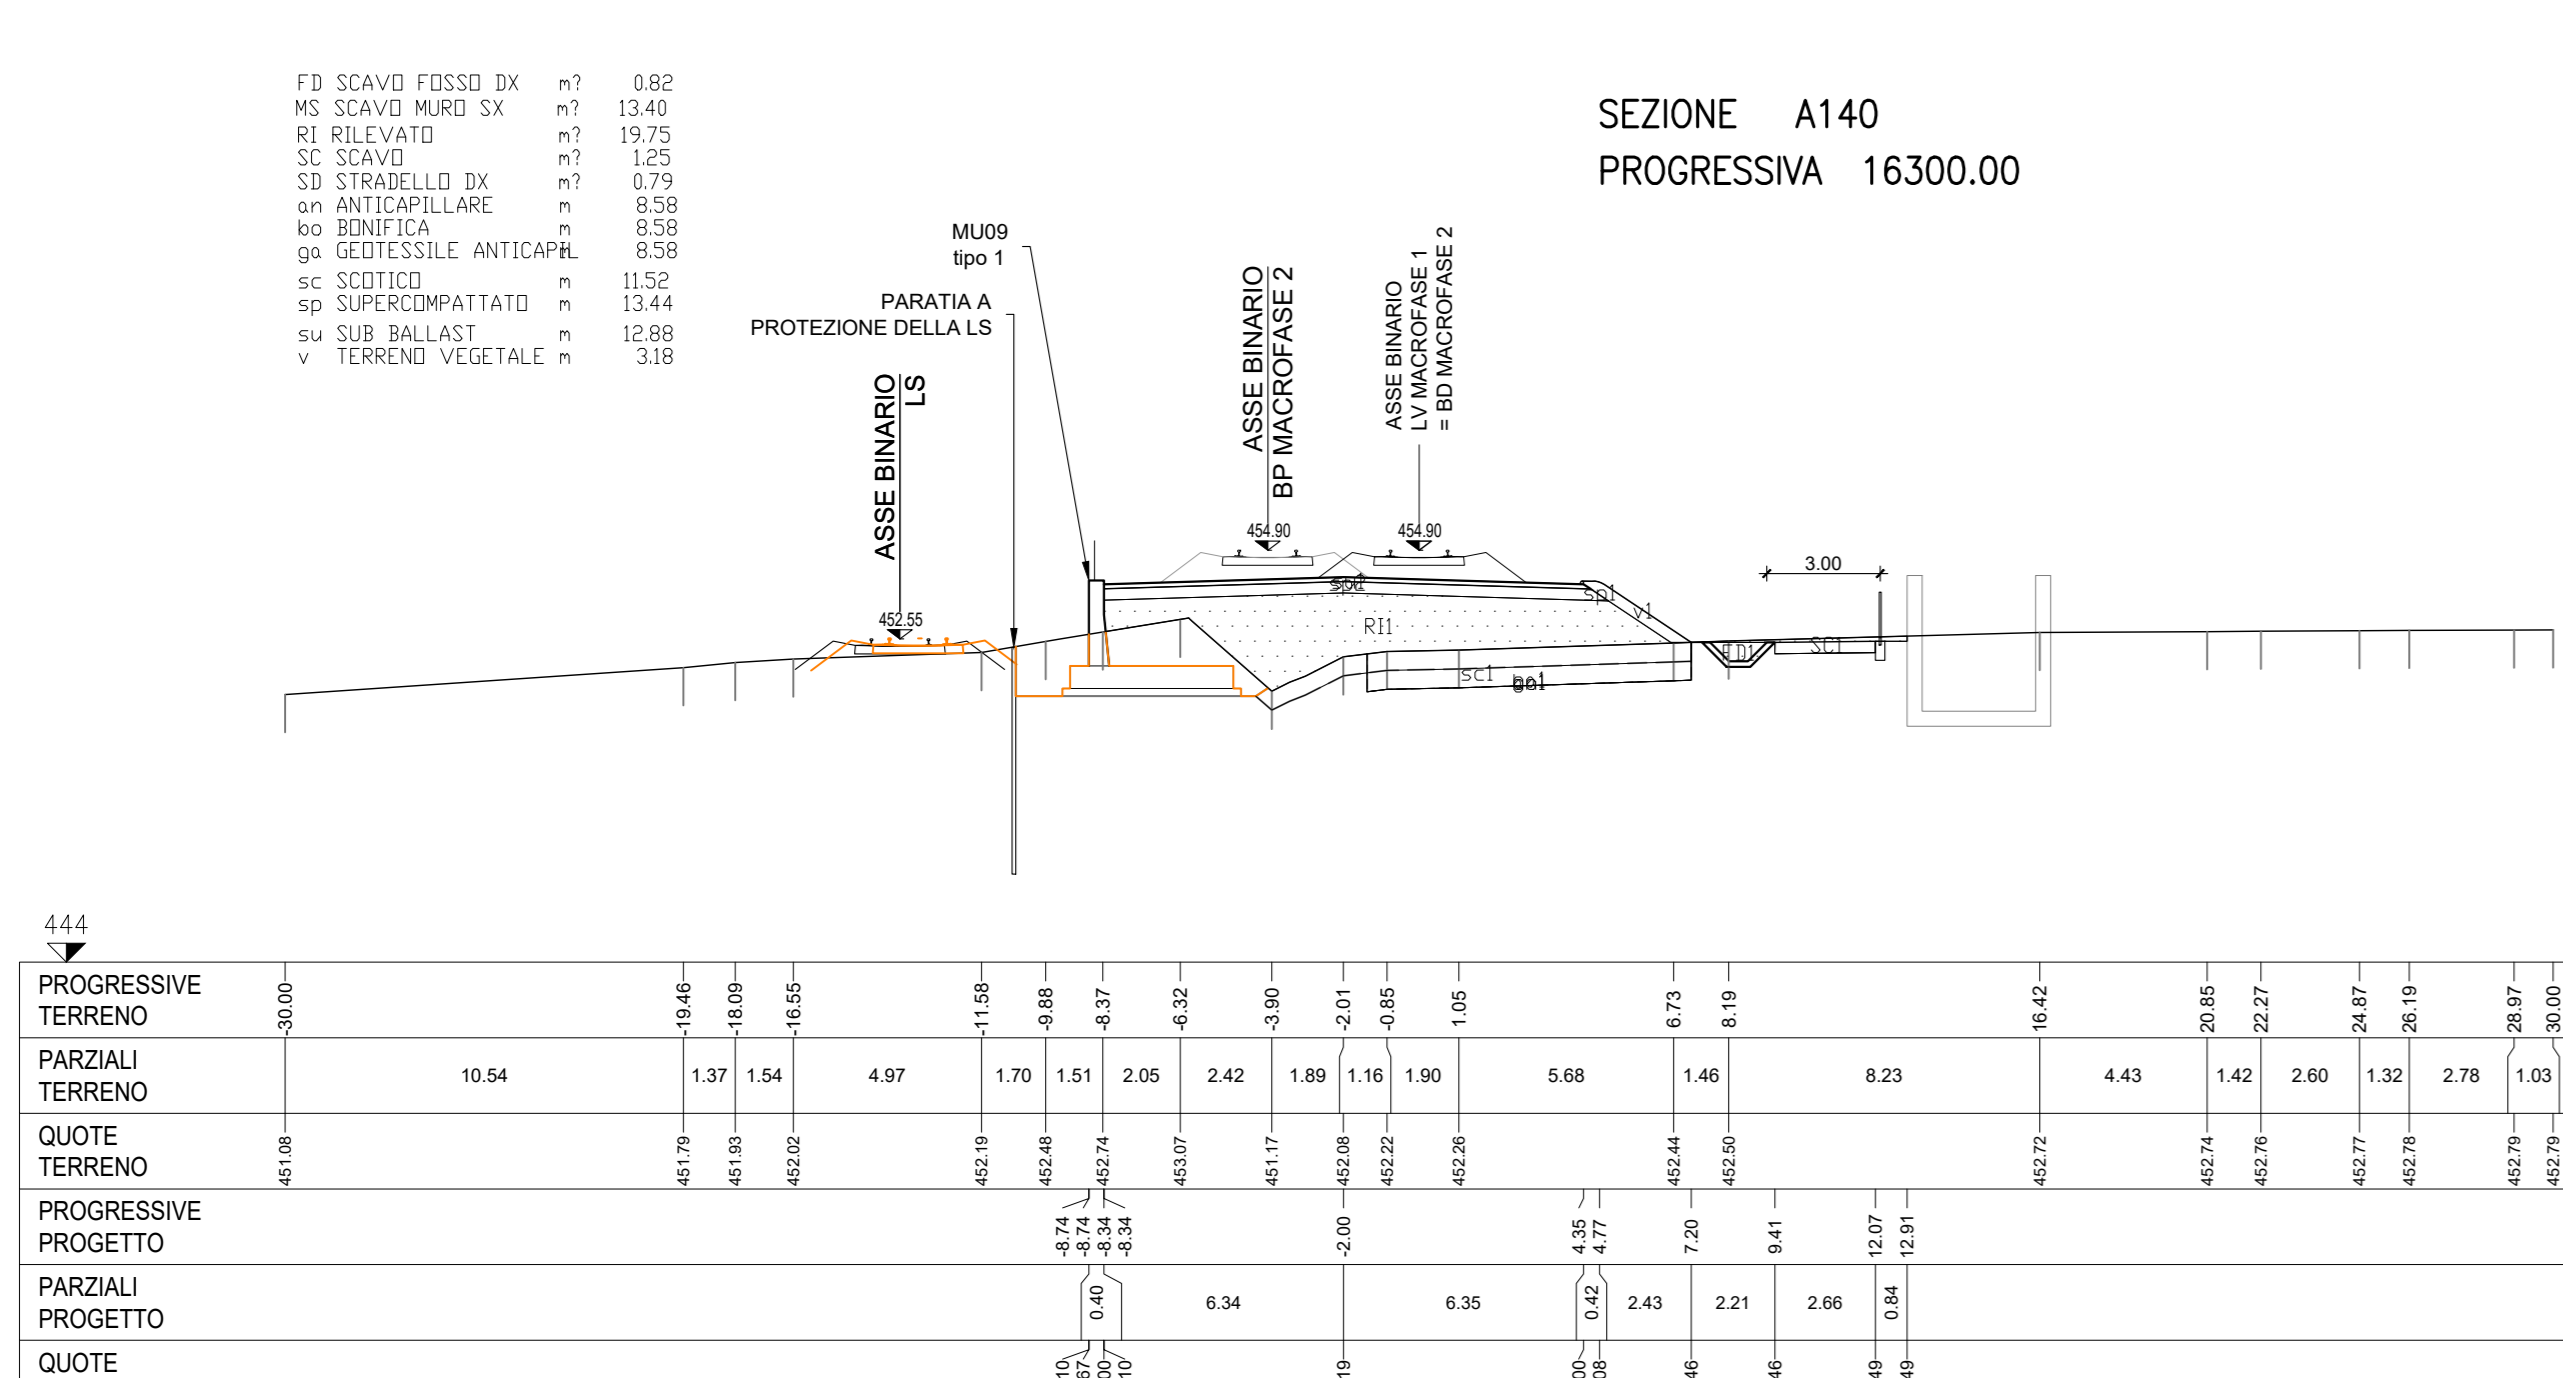 FD SCAVO FOSSO DX m? 0.82
MS SCAVO MURO SX m? 13.40
RI RILEVATO m? 19.75
SC SCAVO m? 1.25
SD STRADELLO DX m? 0.79
an ANTICAPILLARE m 8.58
bo BONIFICA m 8.58
ga GEOTESSILE ANTICAPIL m 8.58
sc SCOTICO m 11.52
sp SUPERCOMPATTATO m 13.44
su SUB BALLAST m 12.88
v TERRENO VEGETALE m 3.18
SEZIONE A140
PROGRESSIVA 16300.00
MU09
tipo 1
PARATIA A
PROTEZIONE DELLA LS
ASSE BINARIO
LS
ASSE BINARIO
BP MACROFASE 2
ASSE BINARIO
LV MACROFASE 1
= BD MACROFASE 2
452.55
454.90
454.90
3.00
sp1
v1
RI1
FD1
SC1
sc1
444
PROGRESSIVE
TERRENO
-30.00 -19.46 -18.09 -16.55 -11.58 -9.88 -8.37 -6.32 -3.90 -2.01 -0.85 1.05 6.73 8.19 16.42 20.85 22.27 24.87 26.19 28.97 30.00
PARZIALI
TERRENO
10.54 1.37 1.54 4.97 1.70 1.51 2.05 2.42 1.89 1.16 1.90 5.68 1.46 8.23 4.43 1.42 2.60 1.32 2.78 1.03
QUOTE
TERRENO
451.08 451.79 451.93 452.02 452.19 452.48 452.74 453.07 451.17 452.08 452.22 452.26 452.44 452.50 452.72 452.74 452.76 452.77 452.78 452.79 452.79
PROGRESSIVE
PROGETTO
-8.74 -8.74 -8.34 -8.34 -2.00 4.35 4.77 7.20 9.41 12.07 12.91
PARZIALI
PROGETTO
0.40 6.34 6.35 0.42 2.43 2.21 2.66 0.84
QUOTE
10 67 00 10 19 00 08 46 46 49 49